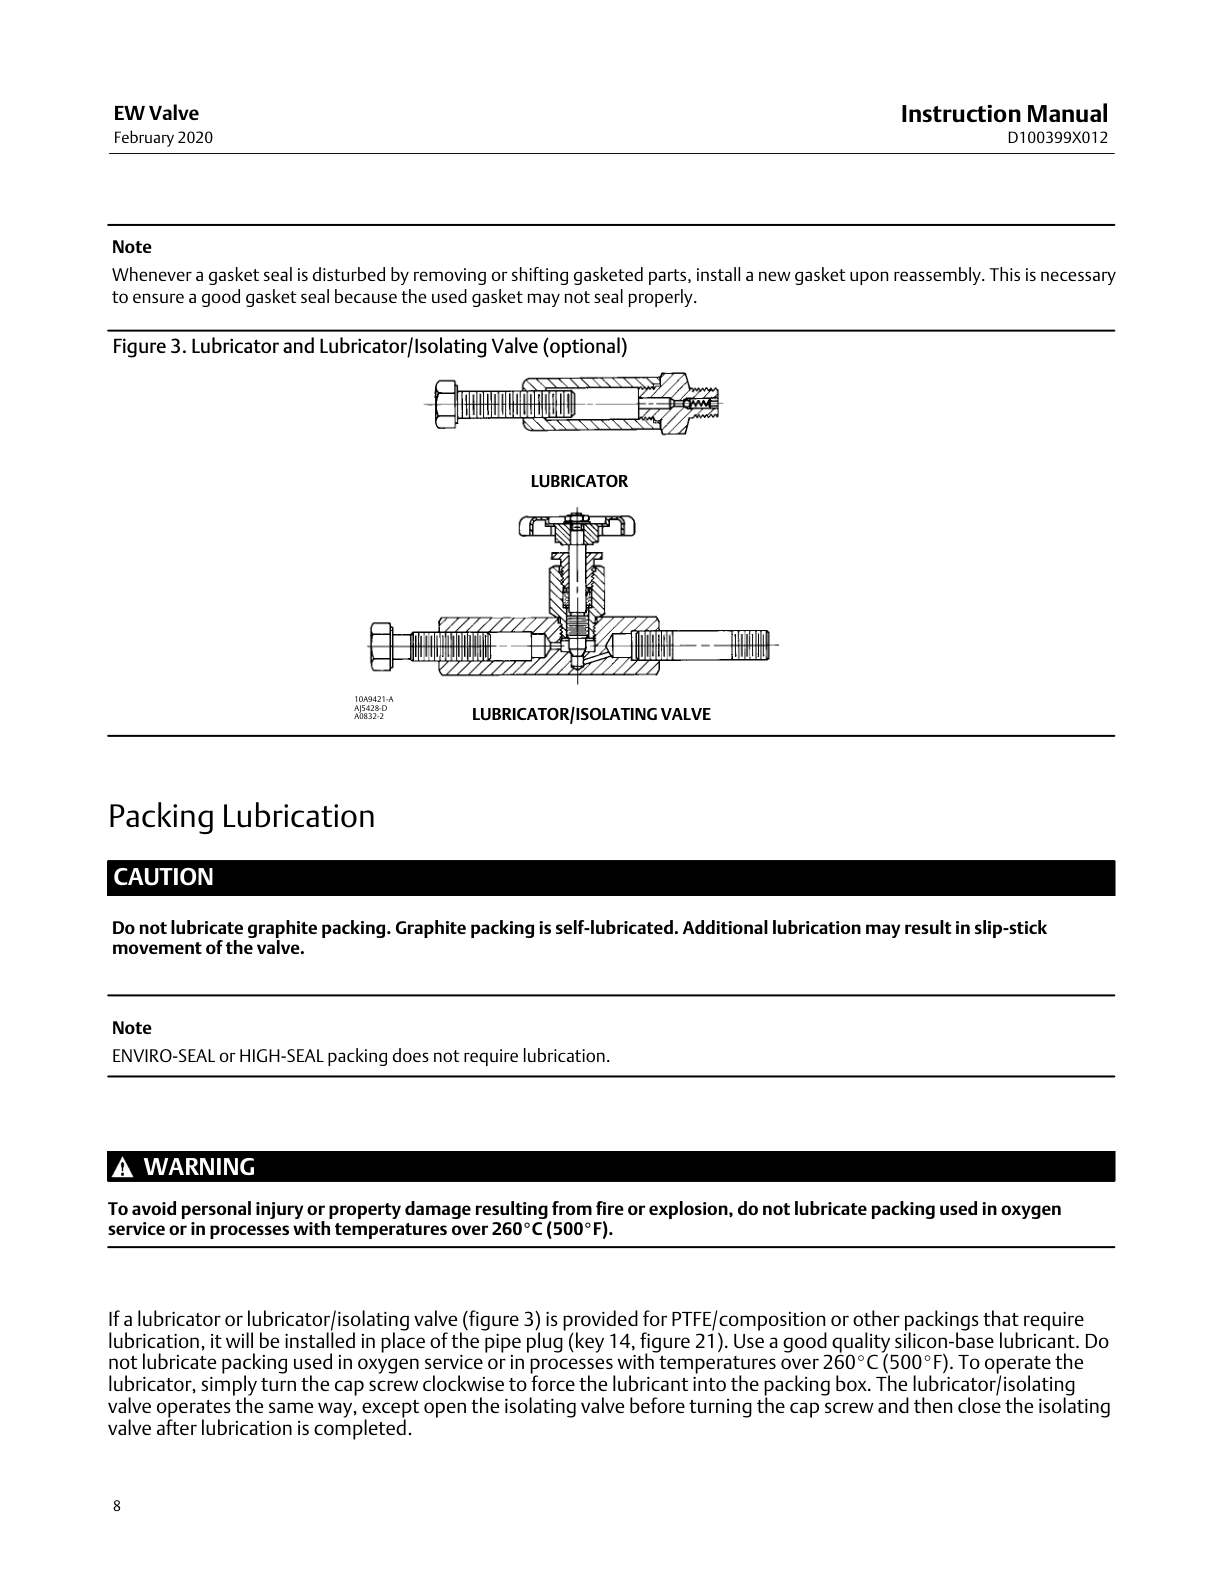 EW Valve
February 2020
Instruction Manual
D100399X012
Note
Whenever a gasket seal is disturbed by removing or shifting gasketed parts, install a new gasket upon reassembly. This is necessary
to ensure a good gasket seal because the used gasket may not seal properly.
Figure 3. Lubricator and Lubricator/Isolating Valve (optional)
LUBRICATOR
10A9421-A
AJ5428-D
A0832-2
LUBRICATOR/ISOLATING VALVE
Packing Lubrication
CAUTION
Do not lubricate graphite packing. Graphite packing is self-lubricated. Additional lubrication may result in slip-stick
movement of the valve.
Note
ENVIRO-SEAL or HIGH-SEAL packing does not require lubrication.
WARNING
To avoid personal injury or property damage resulting from fire or explosion, do not lubricate packing used in oxygen
service or in processes with temperatures over 260°C (500°F).
If a lubricator or lubricator/isolating valve (figure 3) is provided for PTFE/composition or other packings that require
lubrication, it will be installed in place of the pipe plug (key 14, figure 21). Use a good quality silicon-base lubricant. Do
not lubricate packing used in oxygen service or in processes with temperatures over 260°C (500°F). To operate the
lubricator, simply turn the cap screw clockwise to force the lubricant into the packing box. The lubricator/isolating
valve operates the same way, except open the isolating valve before turning the cap screw and then close the isolating
valve after lubrication is completed.
8